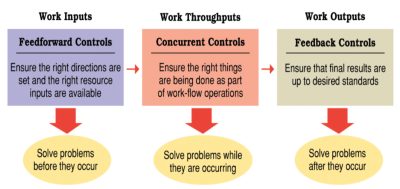 Work Inputs
Work Throughputs
Work Outputs
Feedforward Controls
Ensure the right directions are
set and the right resource
inputs are available
Concurrent Controls
Ensure the right things
are being done as part
of work-flow operations
Feedback Controls
Ensure that final results are
up to desired standards
Solve problems
before they occur
Solve problems while
they are occurring
Solve problems
after they occur